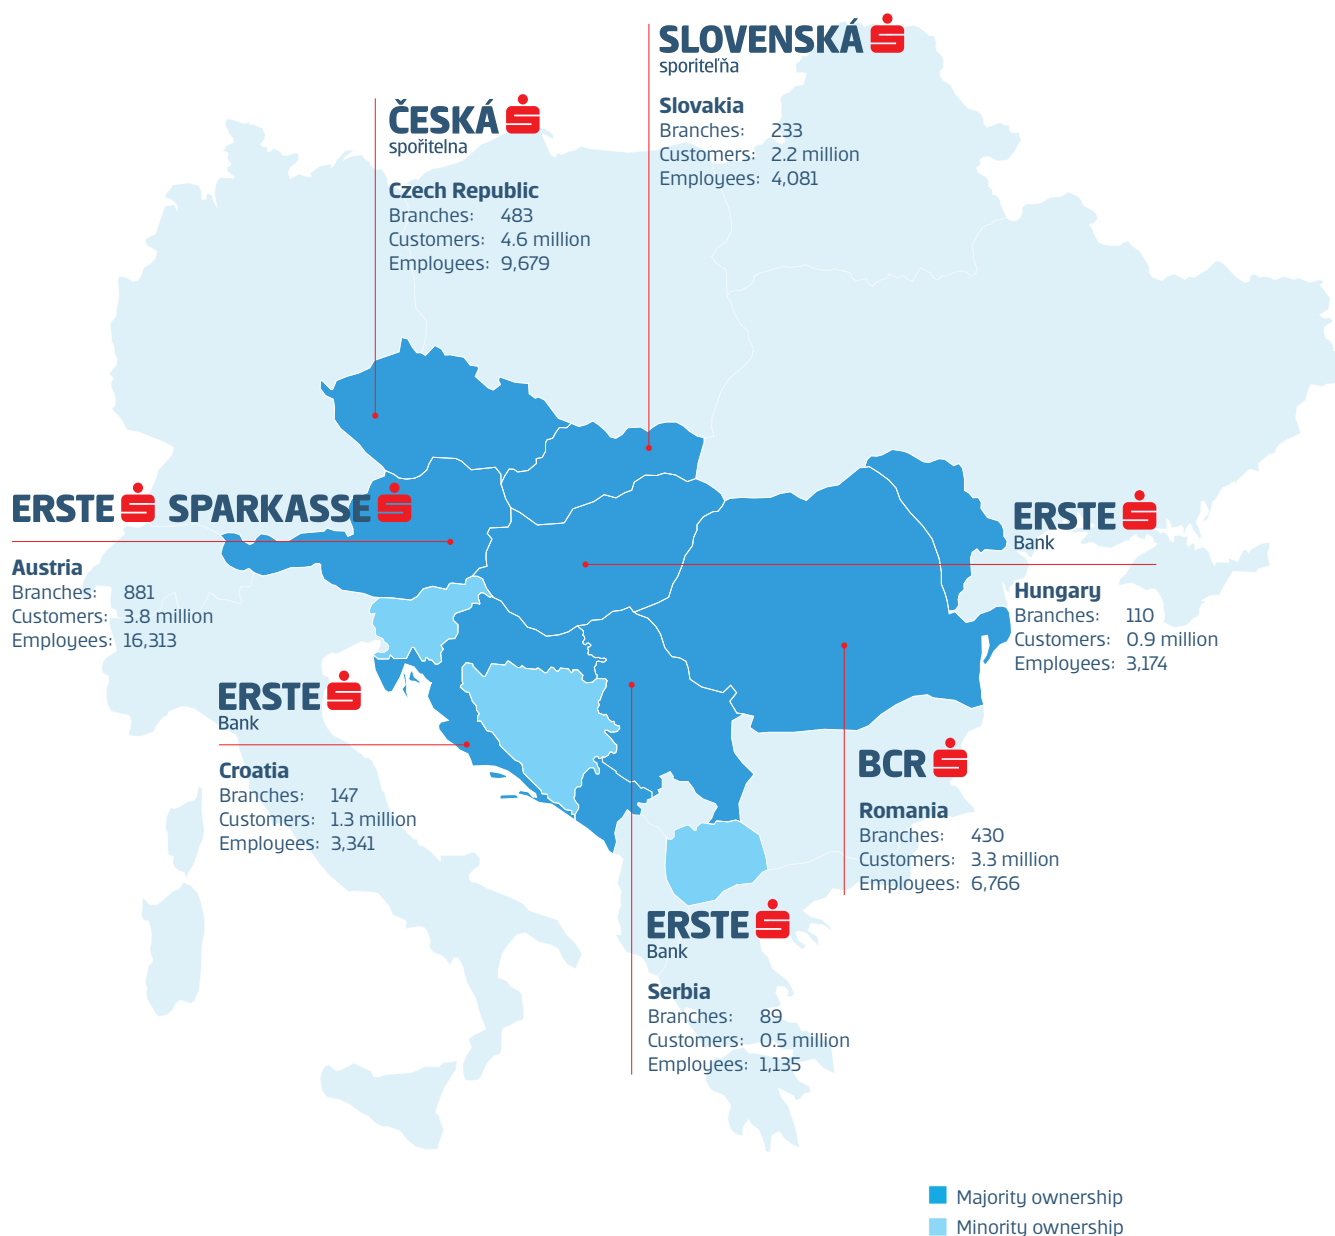 SLOVENSKÁ
sporiteľňa
Slovakia
Branches: 233
Customers: 2.2 million
Employees: 4,081
ČESKÁ
spořitelna
Czech Republic
Branches: 483
Customers: 4.6 million
Employees: 9,679
ERSTE SPARKASSE
Austria
Branches: 881
Customers: 3.8 million
Employees: 16,313
ERSTE
Bank
Hungary
Branches: 110
Customers: 0.9 million
Employees: 3,174
ERSTE
Bank
Croatia
Branches: 147
Customers: 1.3 million
Employees: 3,341
BCR
Romania
Branches: 430
Customers: 3.3 million
Employees: 6,766
ERSTE
Bank
Serbia
Branches: 89
Customers: 0.5 million
Employees: 1,135
Majority ownership
Minority ownership